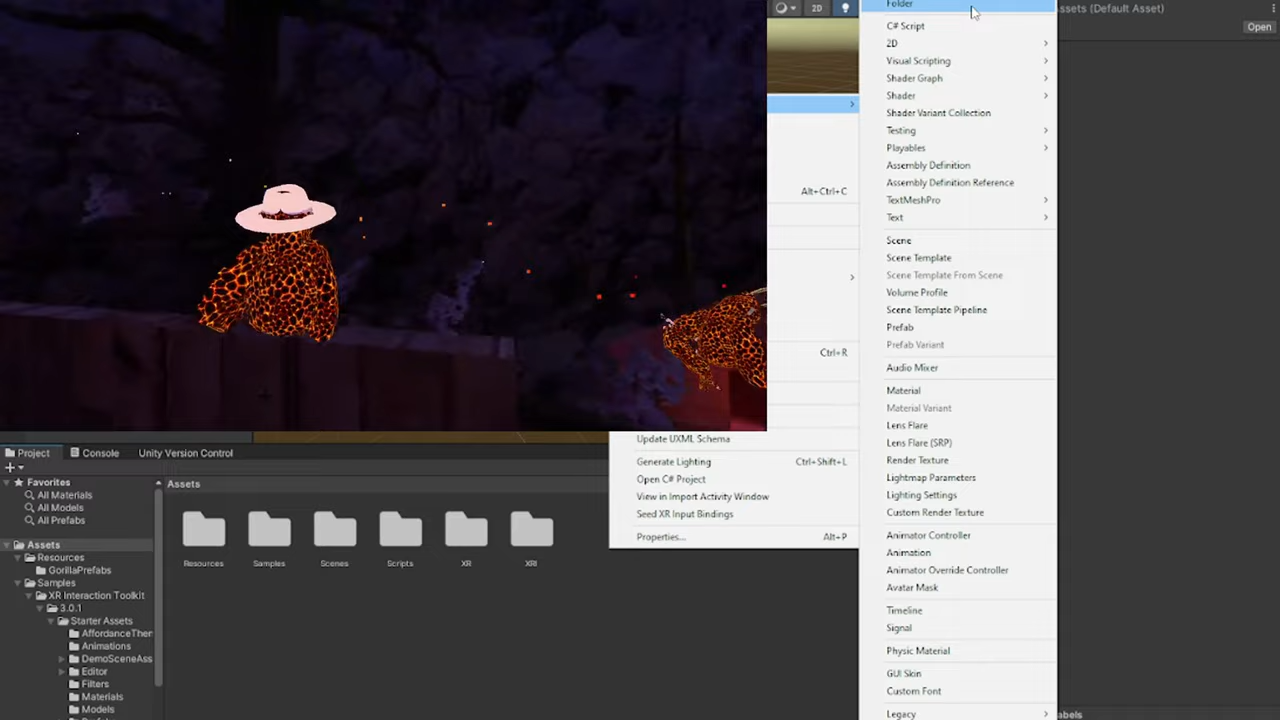 2D
Folder
Assets (Default Asset)
Open
C# Script
2D
Visual Scripting
Shader Graph
Shader
Shader Variant Collection
Testing
Playables
Assembly Definition
Assembly Definition Reference
TextMeshPro
Text
Scene
Scene Template
Scene Template From Scene
Volume Profile
Scene Template Pipeline
Prefab
Prefab Variant
Audio Mixer
Material
Material Variant
Lens Flare
Lens Flare (SRP)
Render Texture
Lightmap Parameters
Lighting Settings
Custom Render Texture
Animator Controller
Animation
Animator Override Controller
Avatar Mask
Timeline
Signal
Physic Material
GUI Skin
Custom Font
Legacy
Alt+Ctrl+C
Ctrl+R
Update UXML Schema
Generate Lighting Ctrl+Shift+L
Open C# Project
View in Import Activity Window
Seed XR Input Bindings
Properties... Alt+P
Project Console Unity Version Control
Favorites
All Materials
All Models
All Prefabs
Assets
Resources
GorillaPrefabs
Samples
XR Interaction Toolkit
3.0.1
Starter Assets
AffordanceTher
Animations
DemoSceneAss
Editor
Filters
Materials
Models
Assets
Resources Samples Scenes Scripts XR XRI
abels